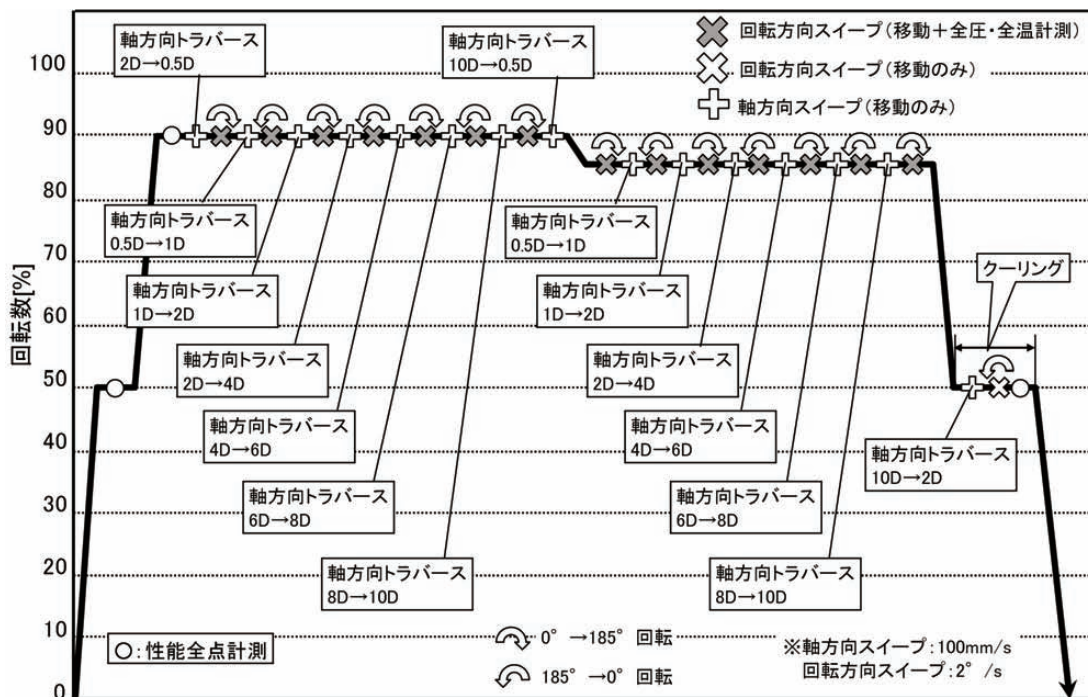 軸方向トラバース
2D→0.5D
軸方向トラバース
10D→0.5D
回転方向スイープ(移動+全圧・全温計測)
回転方向スイープ(移動のみ)
軸方向スイープ(移動のみ)
100
90
80
70
60
50
40
30
20
10
0
回転数[%]
軸方向トラバース
0.5D→1D
軸方向トラバース
1D→2D
軸方向トラバース
2D→4D
軸方向トラバース
4D→6D
軸方向トラバース
6D→8D
軸方向トラバース
8D→10D
軸方向トラバース
0.5D→1D
軸方向トラバース
1D→2D
軸方向トラバース
2D→4D
軸方向トラバース
4D→6D
軸方向トラバース
6D→8D
軸方向トラバース
8D→10D
クーリング
軸方向トラバース
10D→2D
○:性能全点計測
0°→185°回転
185°→0°回転
※軸方向スイープ:100mm/s
回転方向スイープ:2°/s